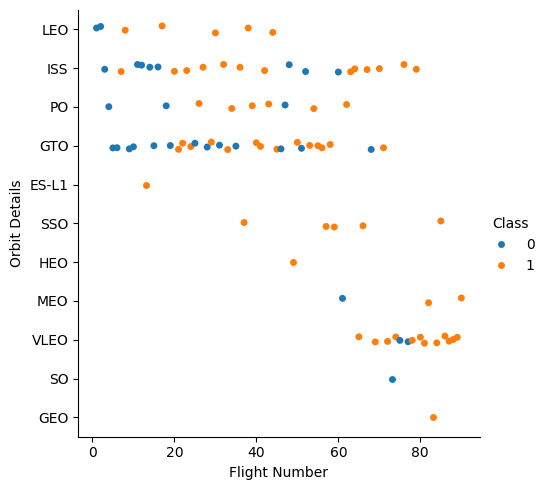 LEO
ISS
PO
GTO
ES-L1
SSO
HEO
MEO
VLEO
SO
GEO
Orbit Details
0 20 40 60 80
Flight Number
Class
0
1